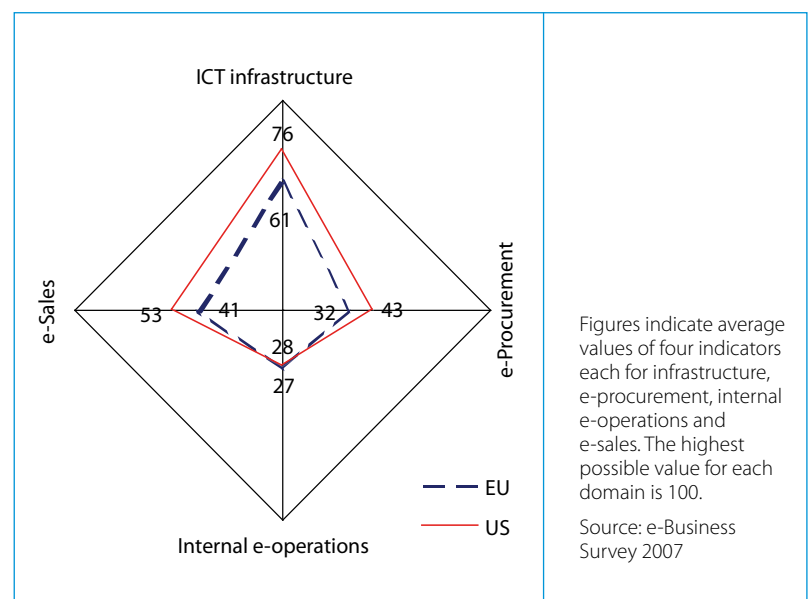 ICT infrastructure
76
61
e-Sales
53
41
32
43
e-Procurement
28
27
Internal e-operations
EU
US
Figures indicate average
values of four indicators
each for infrastructure,
e-procurement, internal
e-operations and
e-sales. The highest
possible value for each
domain is 100.
Source: e-Business
Survey 2007